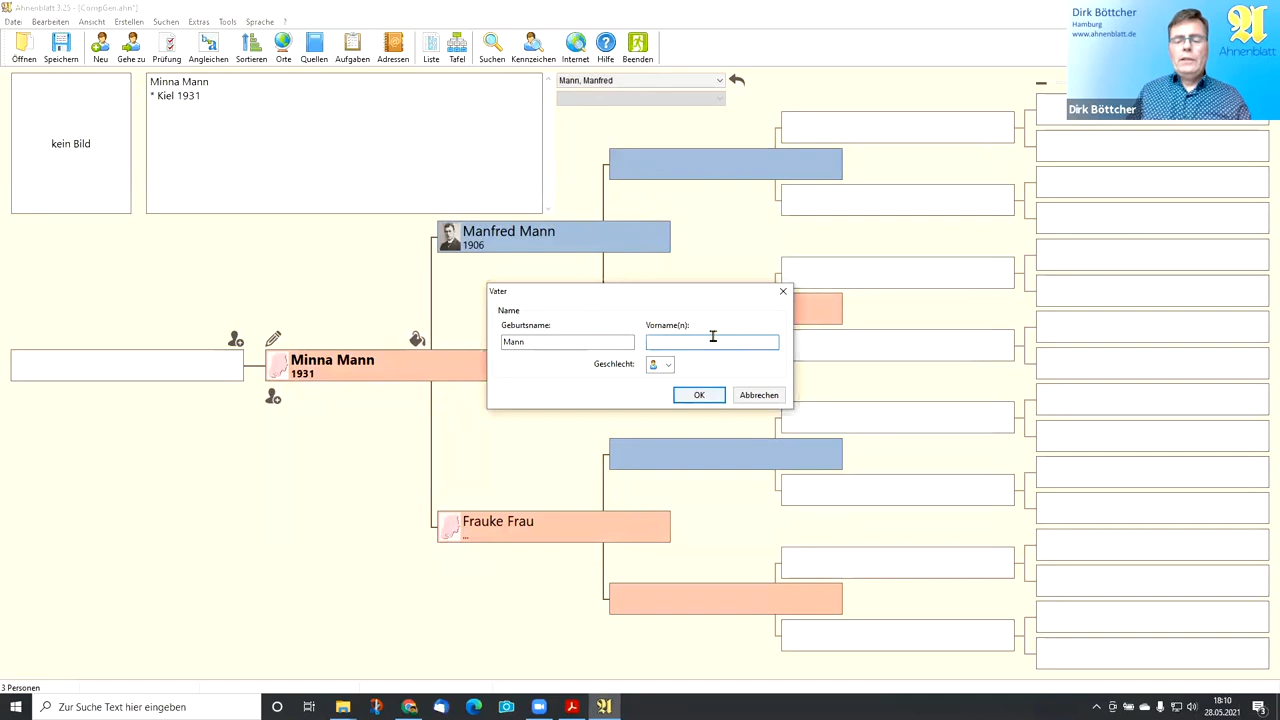 Ahnenblatt 3.25 - [CompGen.ahn*]
Datei Bearbeiten Ansicht Erstellen Suchen Extras Tools Sprache ?
Öffnen Speichern Neu Gehe zu Prüfung Angleichen Sortieren Orte Quellen Aufgaben Adressen Liste Tafel Suchen Kennzeichen Internet Hilfe Beenden
Dirk Böttcher
Hamburg
www.ahnenblatt.de
Ahnenblatt
Dirk Böttcher
kein Bild
Minna Mann
* Kiel 1931
Mann, Manfred
Manfred Mann
1906
Vater
Name
Geburtsname:
Vorname(n):
Mann
Geschlecht:
OK
Abbrechen
Minna Mann
1931
Frauke Frau
...
3 Personen
Zur Suche Text hier eingeben
18:10
28.05.2021
3